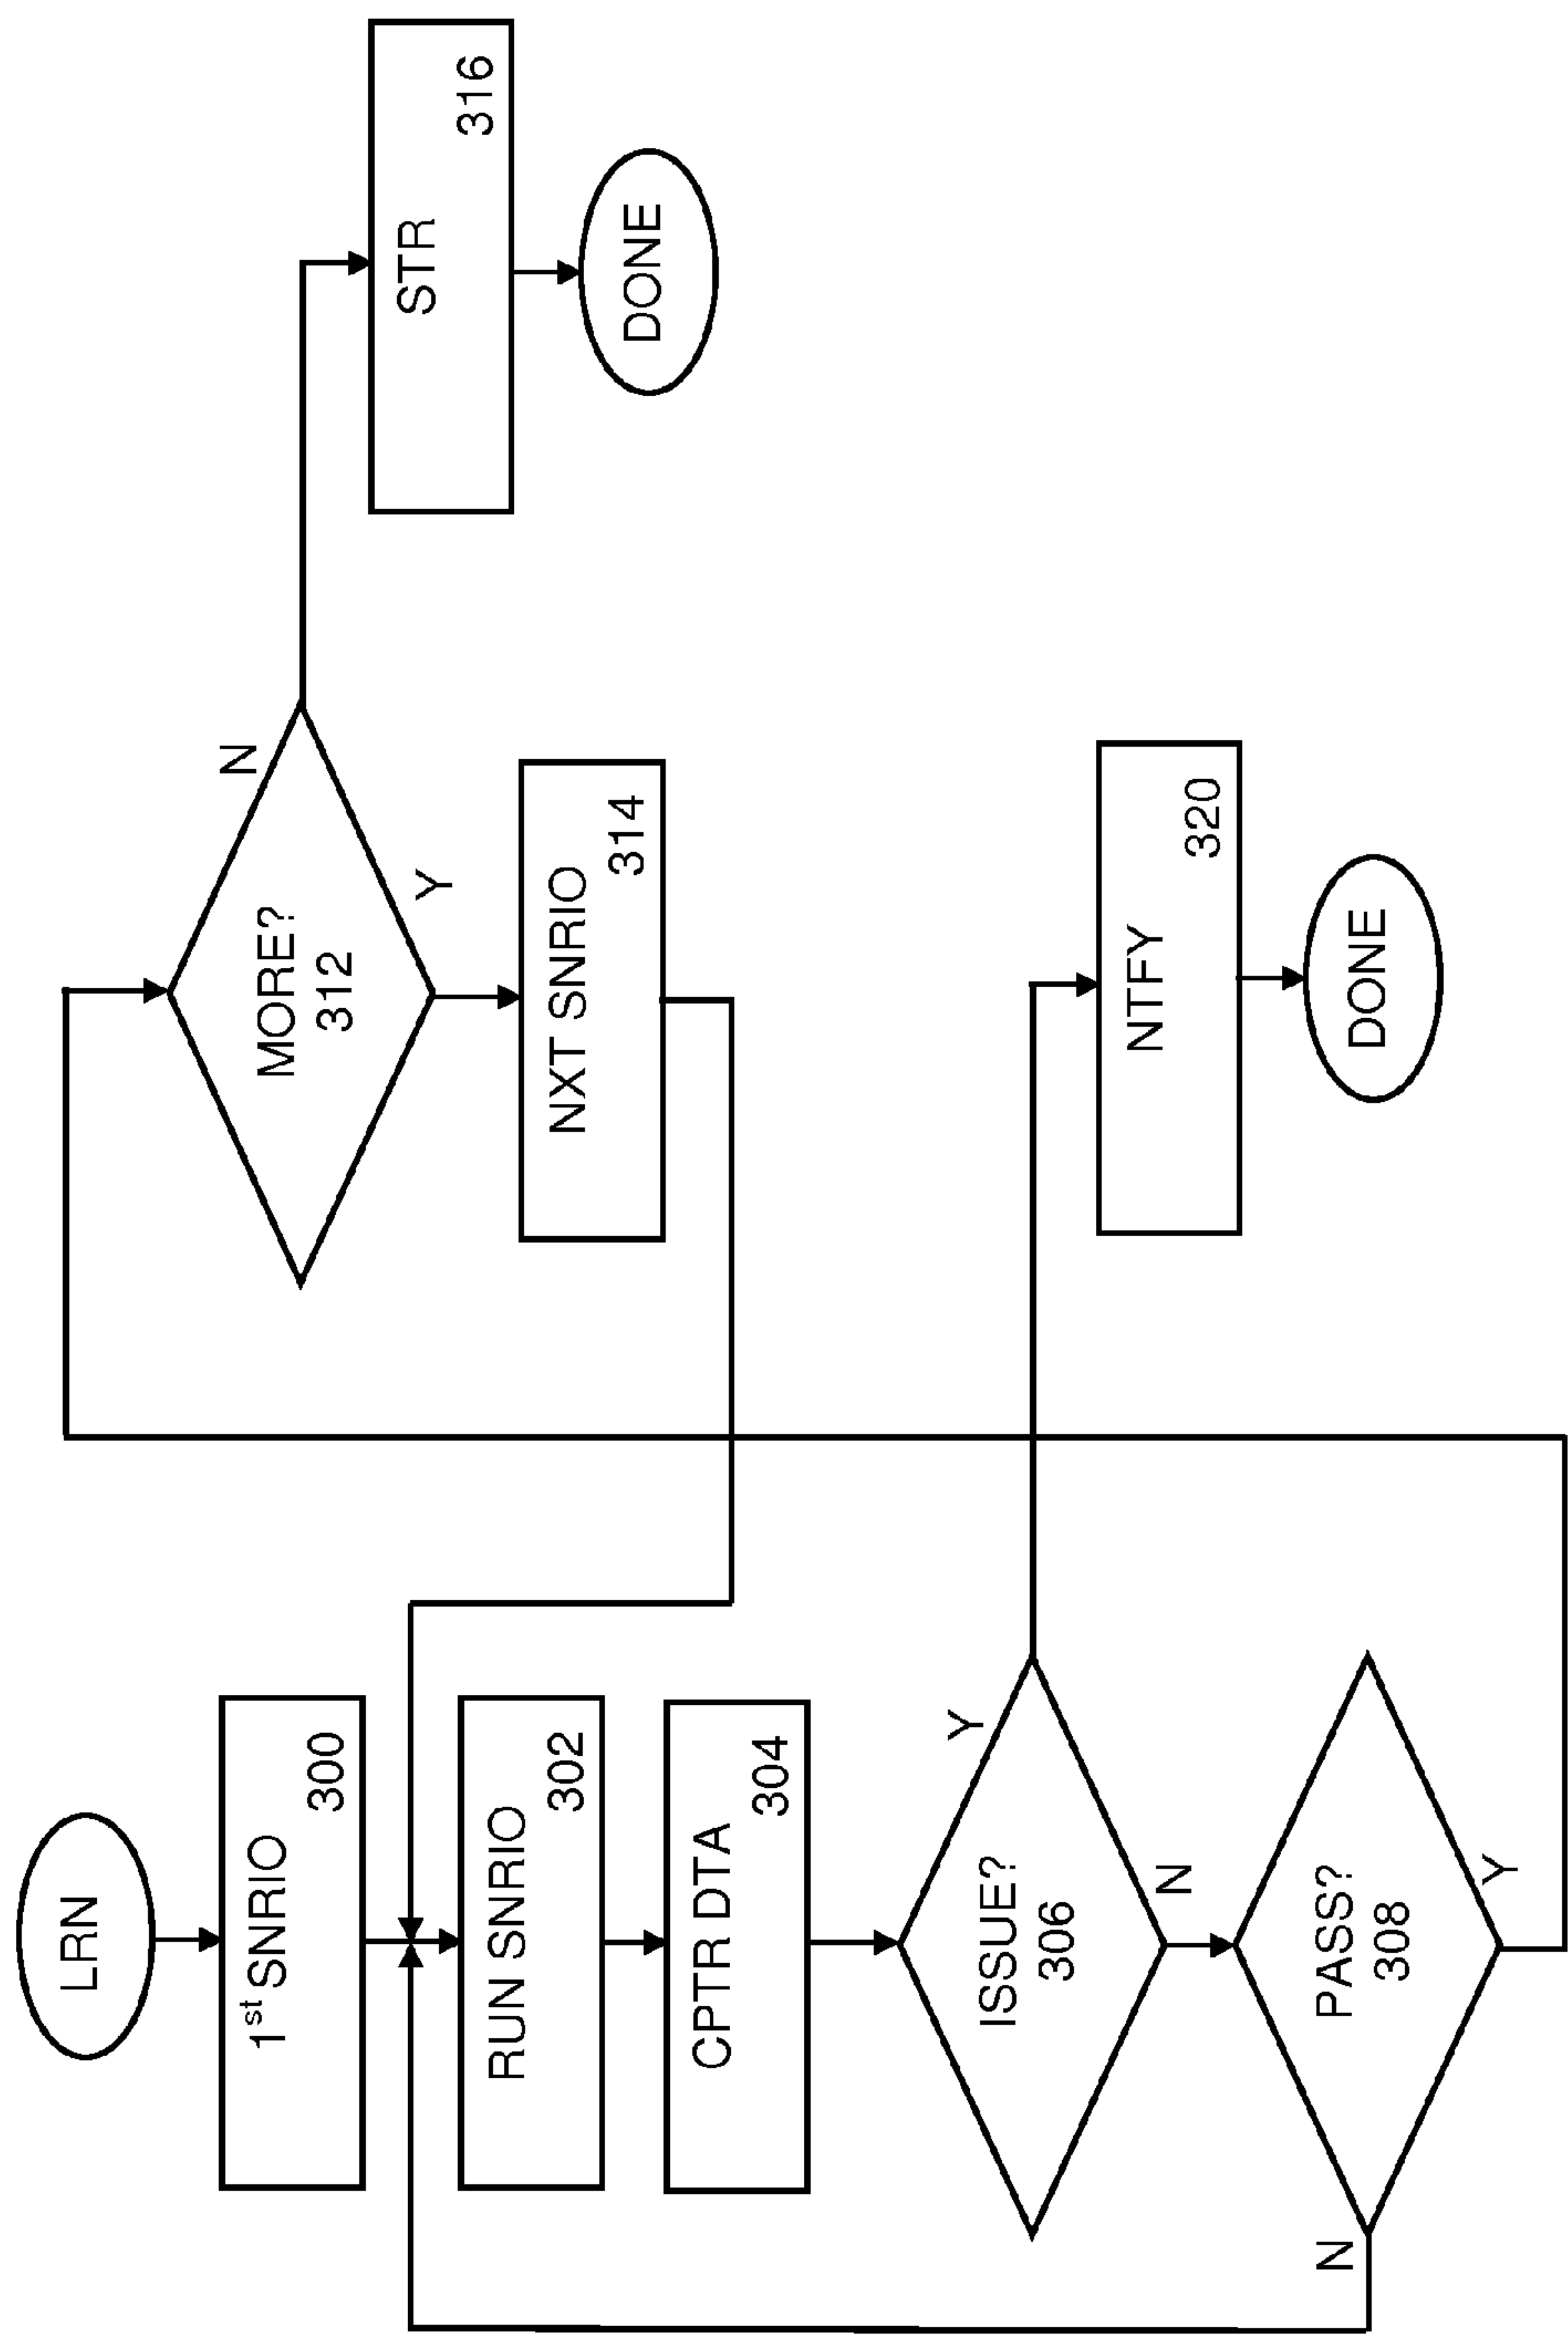 LRN
1st SNRIO
300
RUN SNRIO
302
CPTR DTA
304
ISSUE?
306
Y
N
PASS?
308
N
Y
MORE?
312
N
Y
NXT SNRIO
314
STR
316
DONE
NTFY
320
DONE